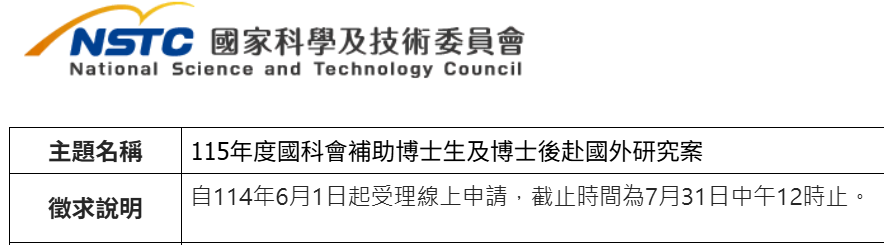 NSTC 國家科學及技術委員會
National Science and Technology Council
主題名稱 115年度國科會補助博士生及博士後赴國外研究案
徵求說明 自114年6月1日起受理線上申請，截止時間為7月31日中午12時止。